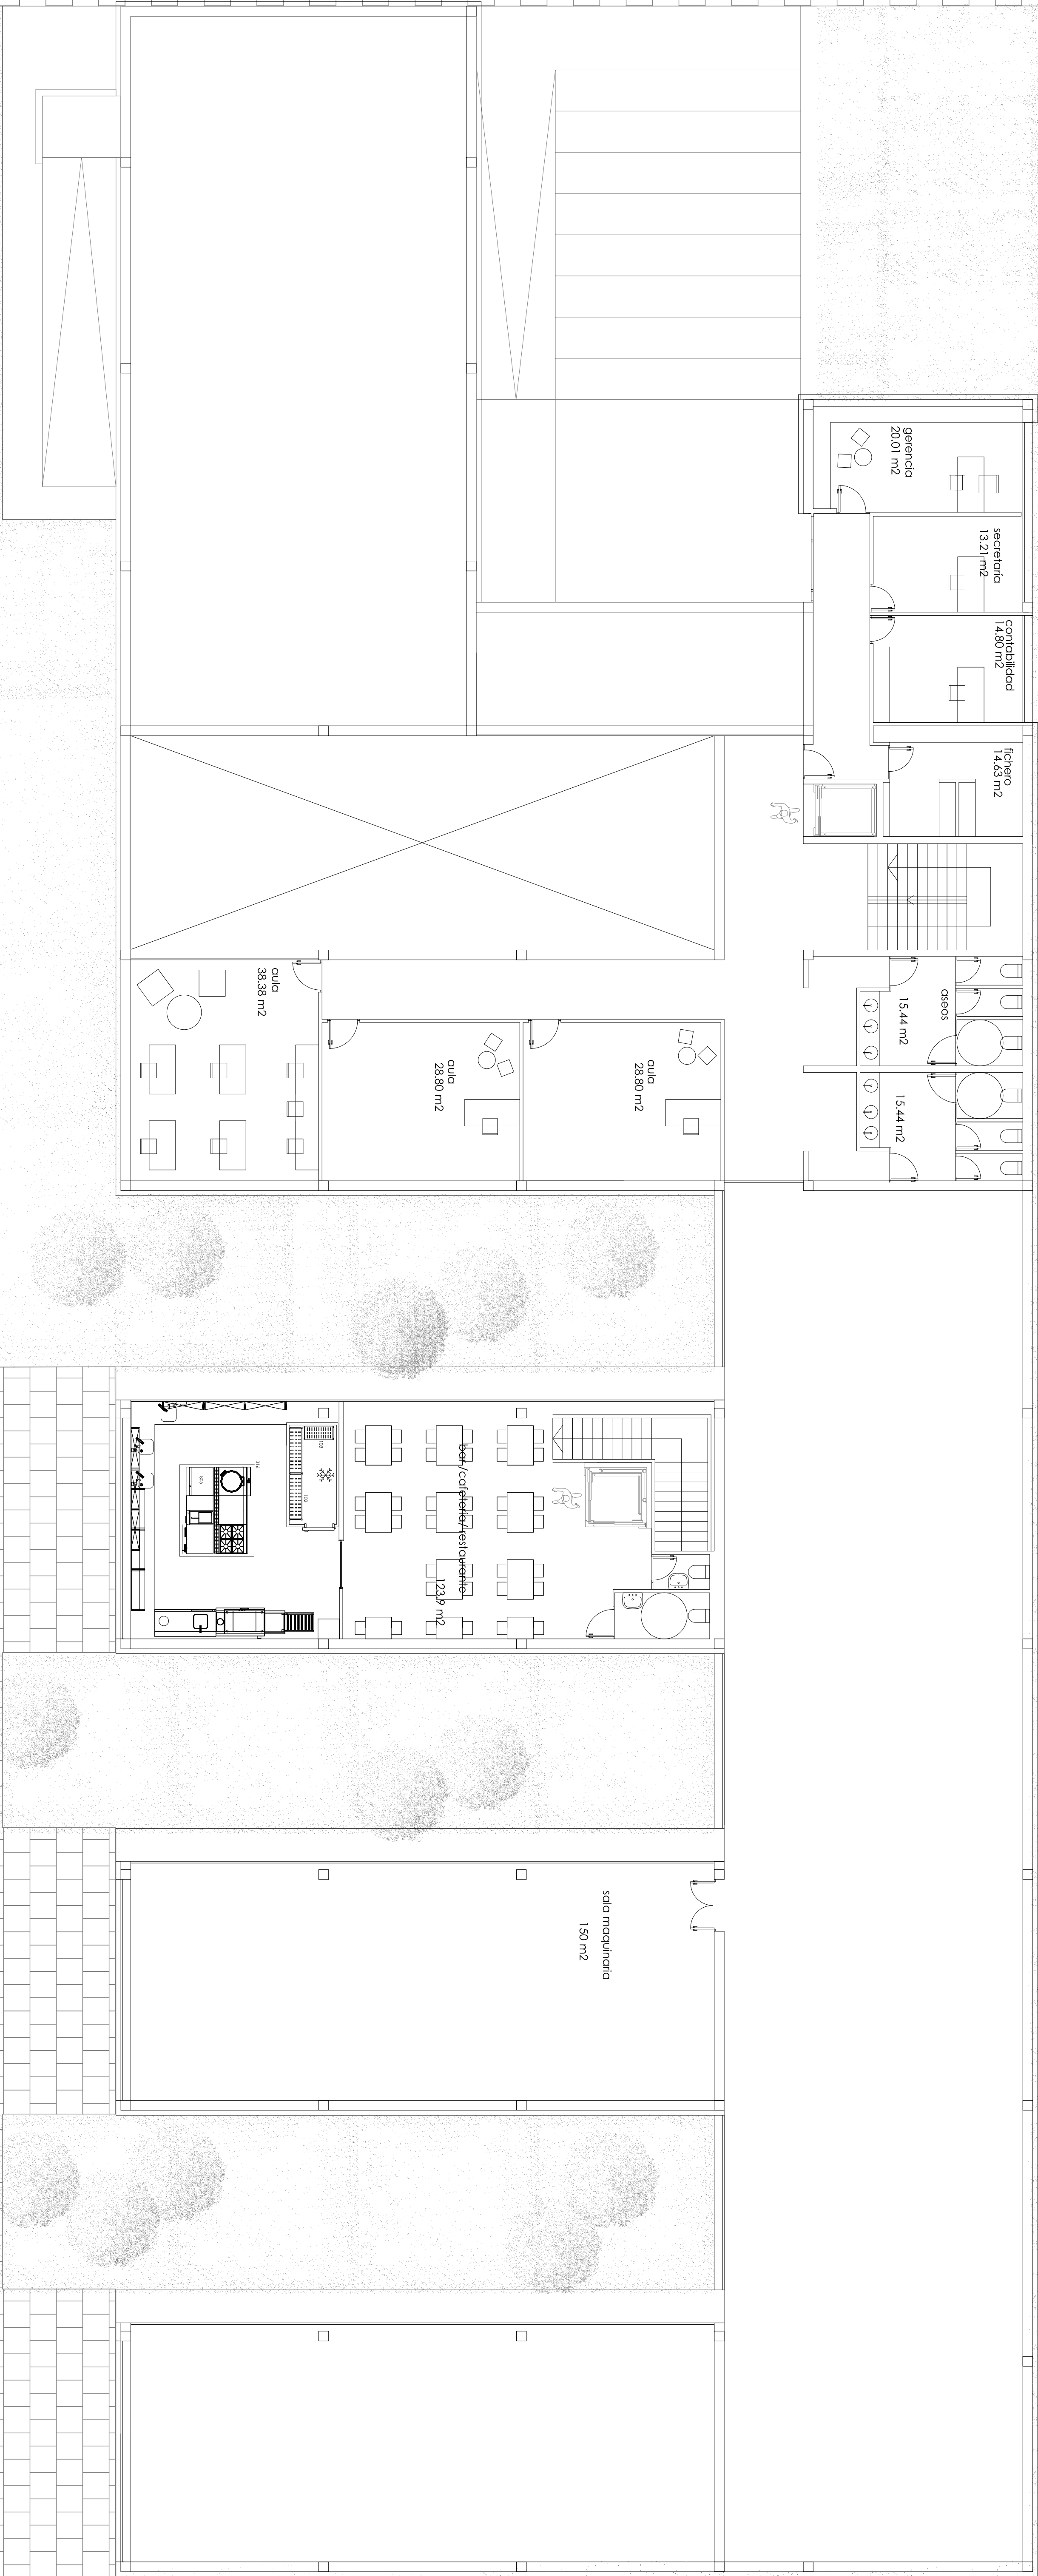 gerencia
20.01 m2
secretaría
13.21 m2
contabilidad
14.80 m2
fichero
14.63 m2
aseos
15.44 m2
15.44 m2
aula
38.38 m2
aula
28.80 m2
aula
28.80 m2
bar/cafetería/restaurante
123.9 m2
sala maquinaria
150 m2